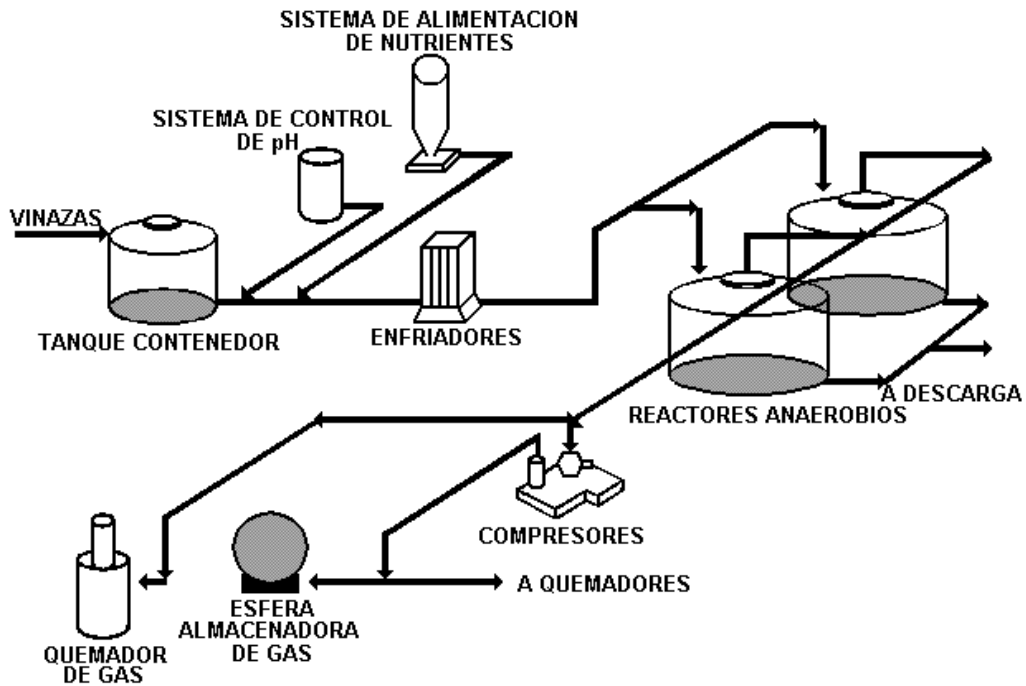 SISTEMA DE ALIMENTACION
DE NUTRIENTES
SISTEMA DE CONTROL
DE pH
VINAZAS
TANQUE CONTENEDOR
ENFRIADORES
A DESCARGA
REACTORES ANAEROBIOS
COMPRESORES
A QUEMADORES
ESFERA
ALMACENADORA
DE GAS
QUEMADOR
DE GAS